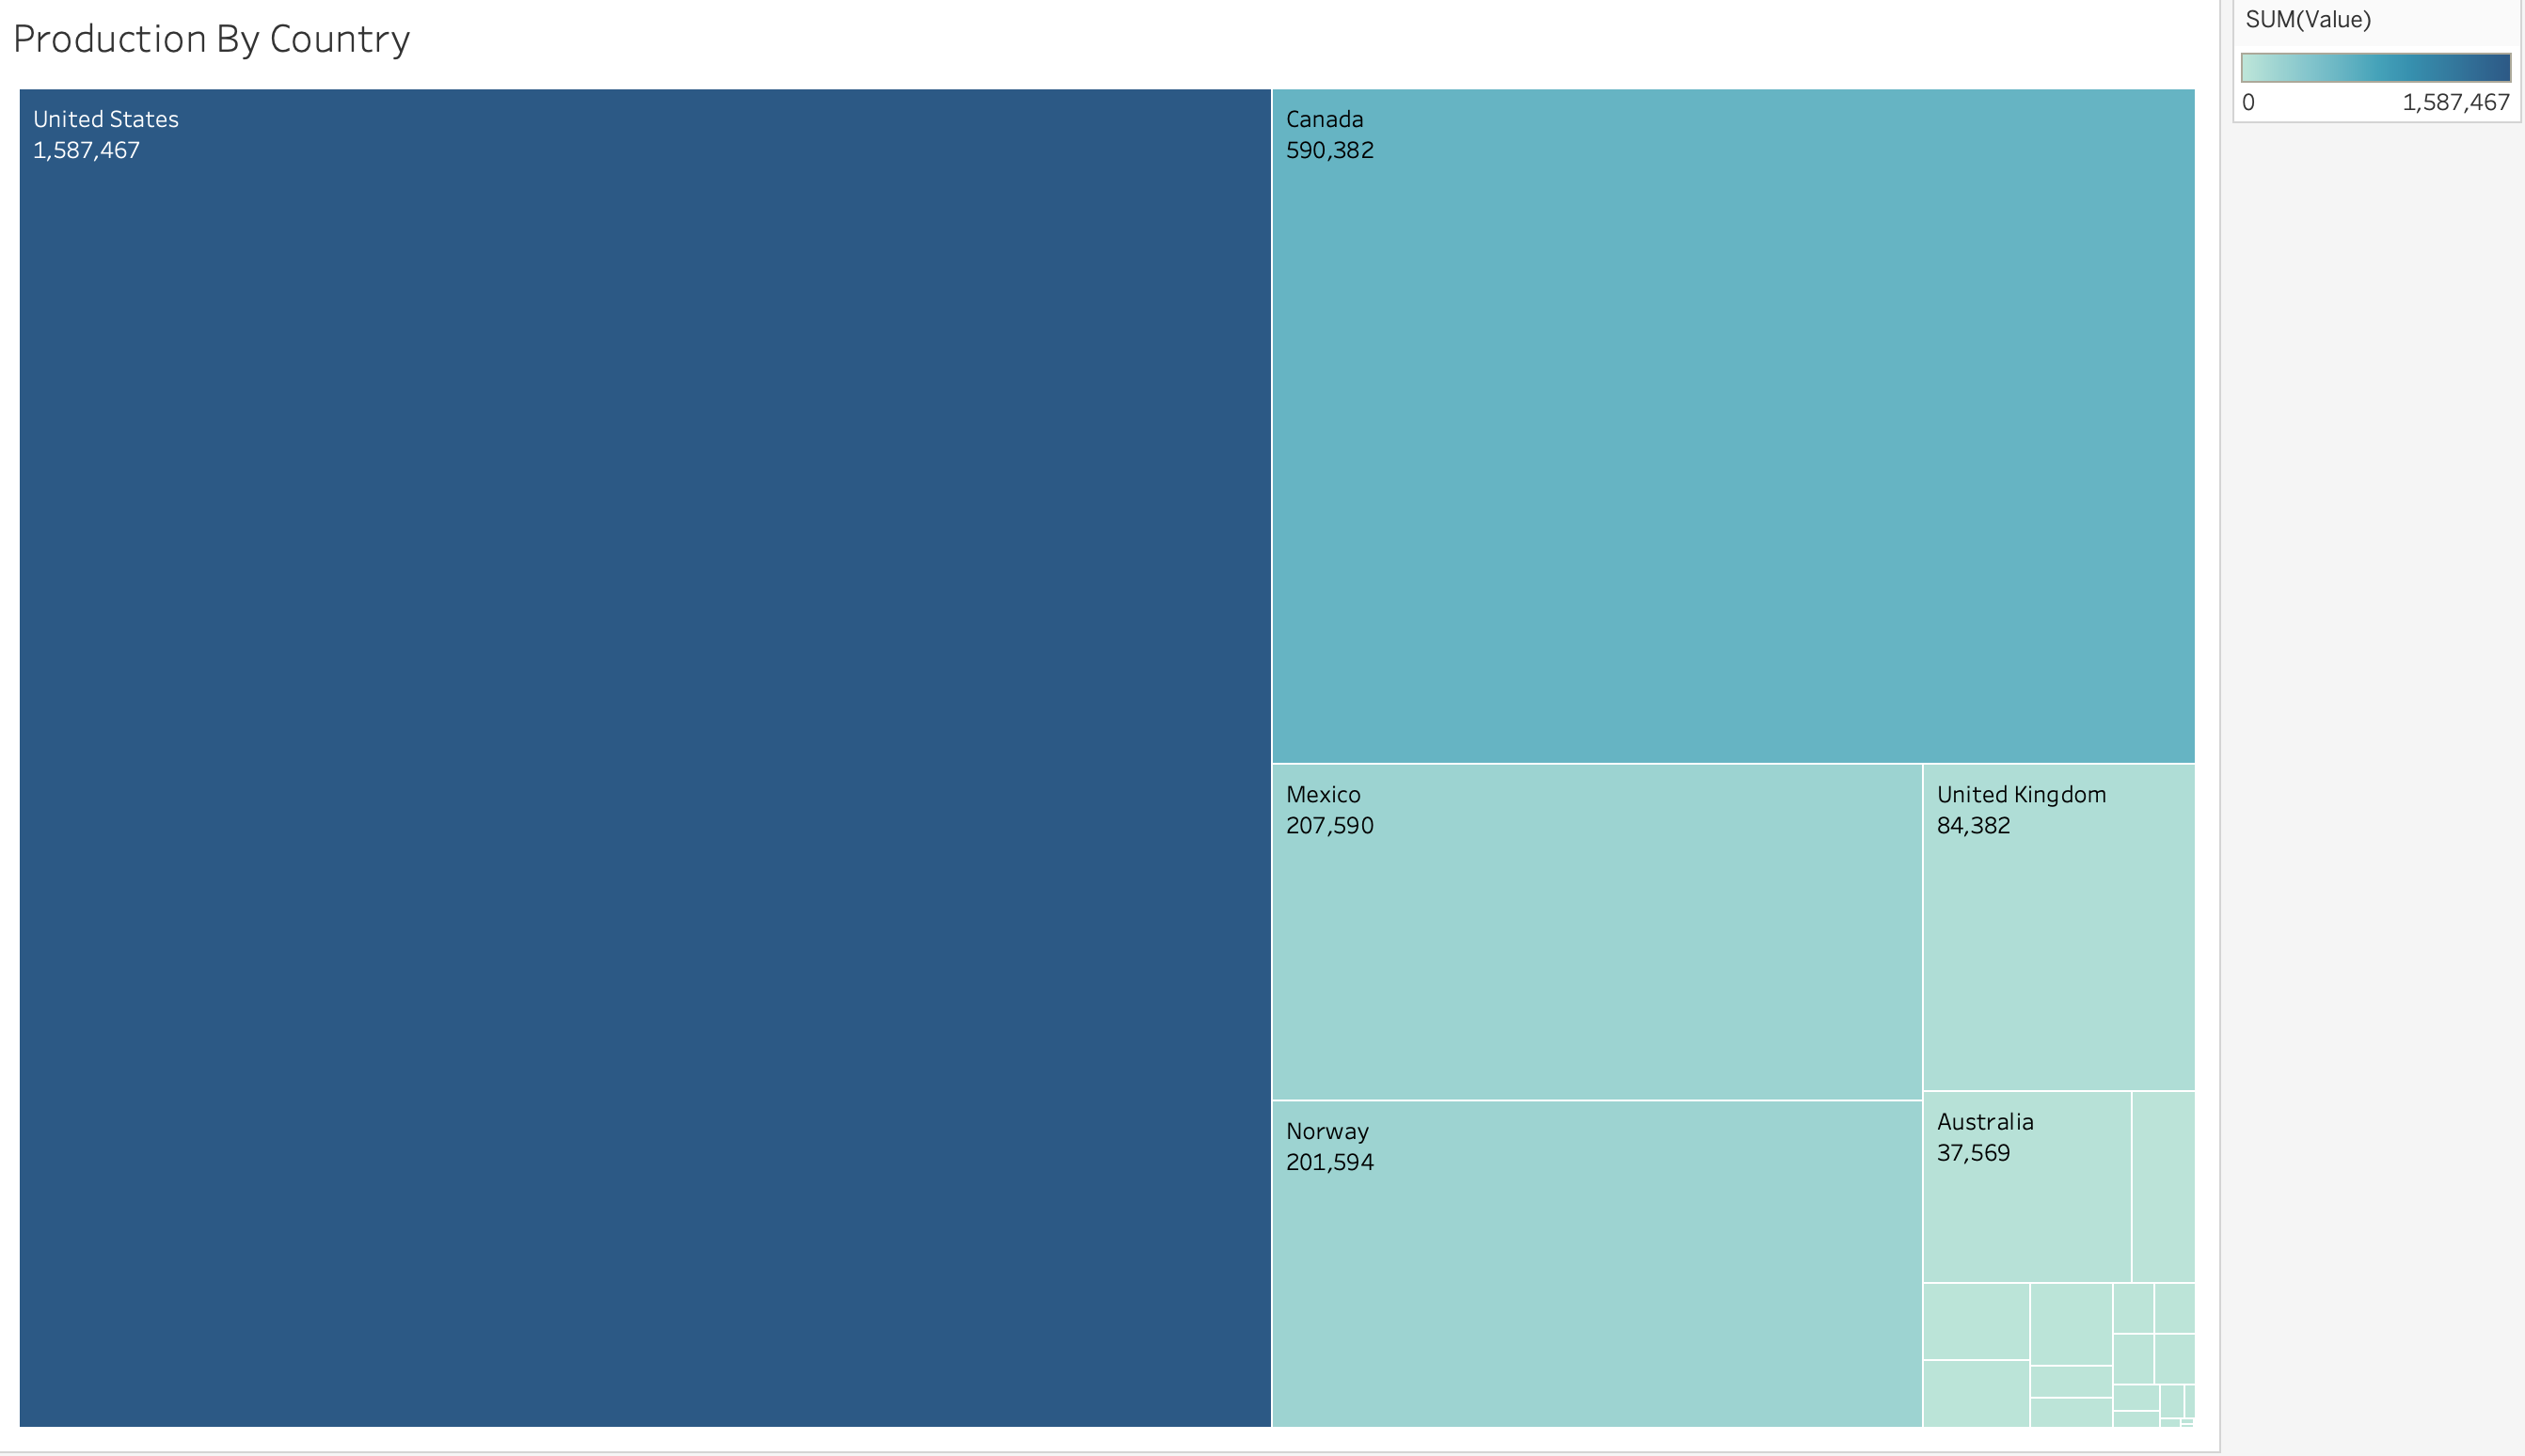 Production By Country
SUM(Value)
0
1,587,467
United States
1,587,467
Canada
590,382
Mexico
207,590
United Kingdom
84,382
Norway
201,594
Australia
37,569